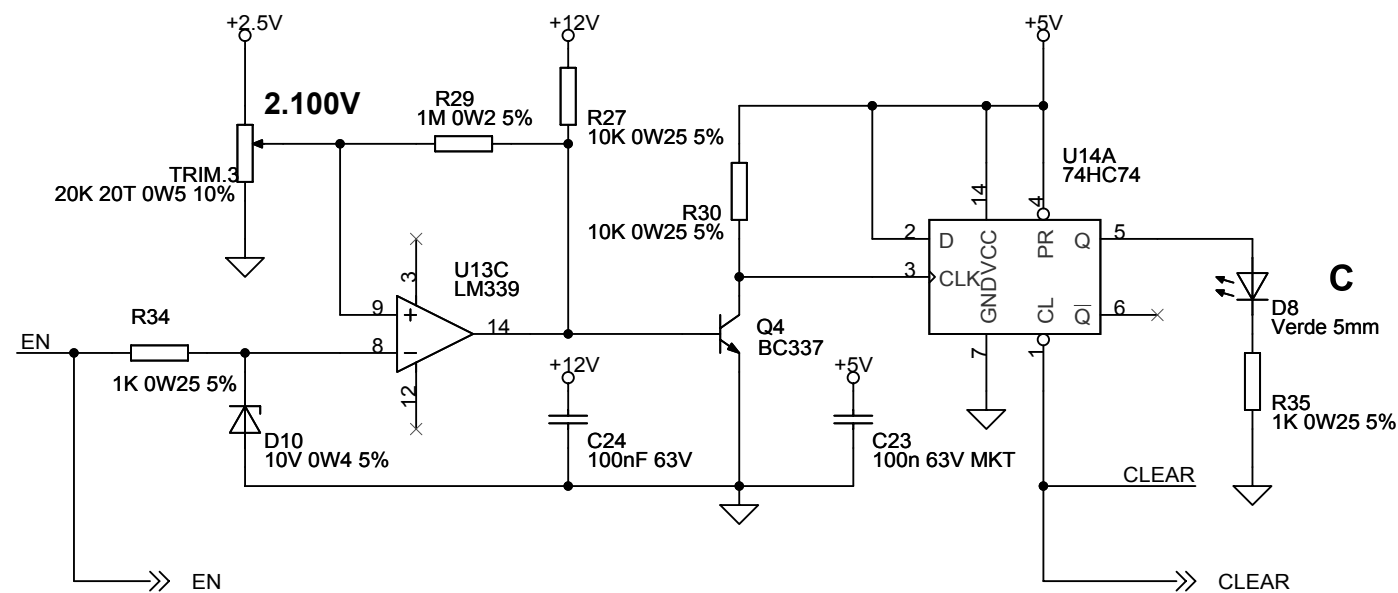 +2.5V
+12V
+5V
2.100V
R29
1M 0W2 5%
R27
10K 0W25 5%
TRIM.3
20K 20T 0W5 10%
U14A
74HC74
R30
10K 0W25 5%
14
4
2
D
VCC
PR
Q
5
3
CLK
GND
CL
Q
6
7
1
C
D8
Verde 5mm
3
U13C
LM339
9
+
14
8
−
12
R34
EN
1K 0W25 5%
Q4
BC337
+12V
+5V
D10
10V 0W4 5%
C24
100nF 63V
C23
100n 63V MKT
R35
1K 0W25 5%
CLEAR
EN
CLEAR